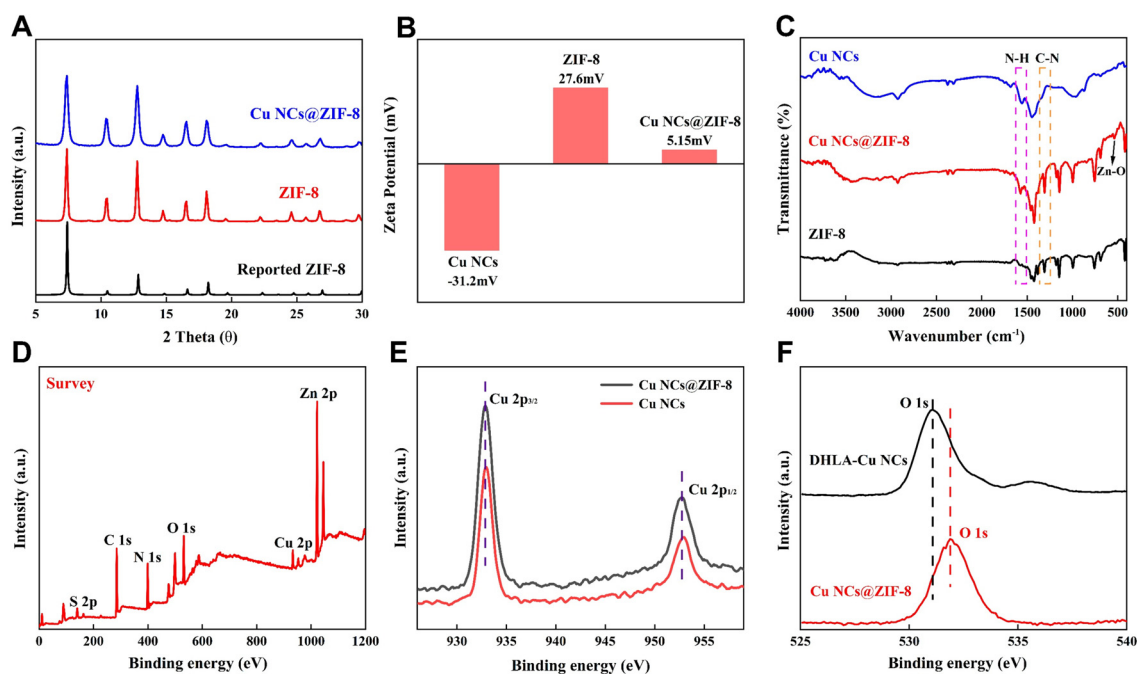 A
Cu NCs@ZIF-8
ZIF-8
Reported ZIF-8
Intensity (a.u.)
5 10 15 20 25 30
2 Theta (θ)
B
ZIF-8
27.6mV
Cu NCs@ZIF-8
5.15mV
Cu NCs
-31.2mV
Zeta Potential (mV)
C
Cu NCs
N-H C-N
Cu NCs@ZIF-8
Zn-O
ZIF-8
Transmittance (%)
4000 3500 3000 2500 2000 1500 1000 500
Wavenumber (cm⁻¹)
D
Survey
Zn 2p
C 1s
N 1s
O 1s
Cu 2p
S 2p
Intensity (a.u.)
0 200 400 600 800 1000 1200
Binding energy (eV)
E
Cu NCs@ZIF-8
Cu NCs
Cu 2p₃/₂
Cu 2p₁/₂
Intensity (a.u.)
930 935 940 945 950 955
Binding energy (eV)
F
O 1s
DHLA-Cu NCs
O 1s
Cu NCs@ZIF-8
Intensity (a.u.)
525 530 535 540
Binding energy (eV)